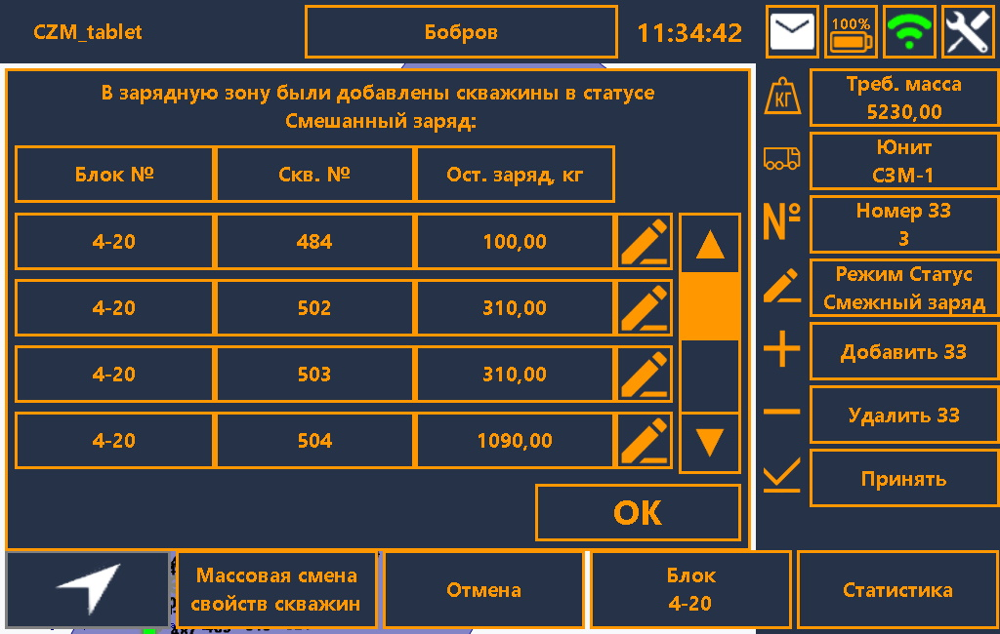 CZM_tablet
Бобров
11:34:42
100%
В зарядную зону были добавлены скважины в статусе
Смешанный заряд:
Блок № Скв. № Ост. заряд, кг
4-20 484 100,00
4-20 502 310,00
4-20 503 310,00
4-20 504 1090,00
OK
кг
Треб. масса
5230,00
Юнит
СЗМ-1
№
Номер ЗЗ
3
Режим Статус
Смежный заряд
Добавить ЗЗ
Удалить ЗЗ
Принять
Массовая смена
свойств скважин
Отмена
Блок
4-20
Статистика